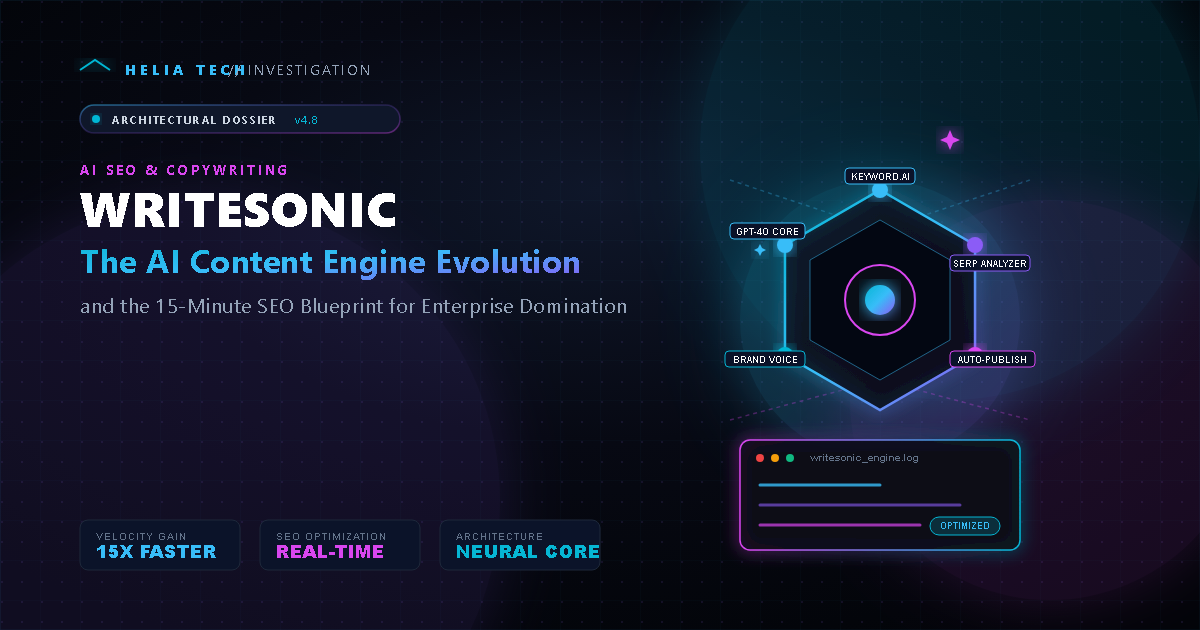 HELIA TECH // INVESTIGATION
ARCHITECTURAL DOSSIER v4.8
AI SEO & COPYWRITING
WRITESONIC
The AI Content Engine Evolution
and the 15-Minute SEO Blueprint for Enterprise Domination
KEYWORD.AI
GPT-4O CORE
SERP ANALYZER
BRAND VOICE
AUTO-PUBLISH
writesonic_engine.log
OPTIMIZED
VELOCITY GAIN
15X FASTER
SEO OPTIMIZATION
REAL-TIME
ARCHITECTURE
NEURAL CORE